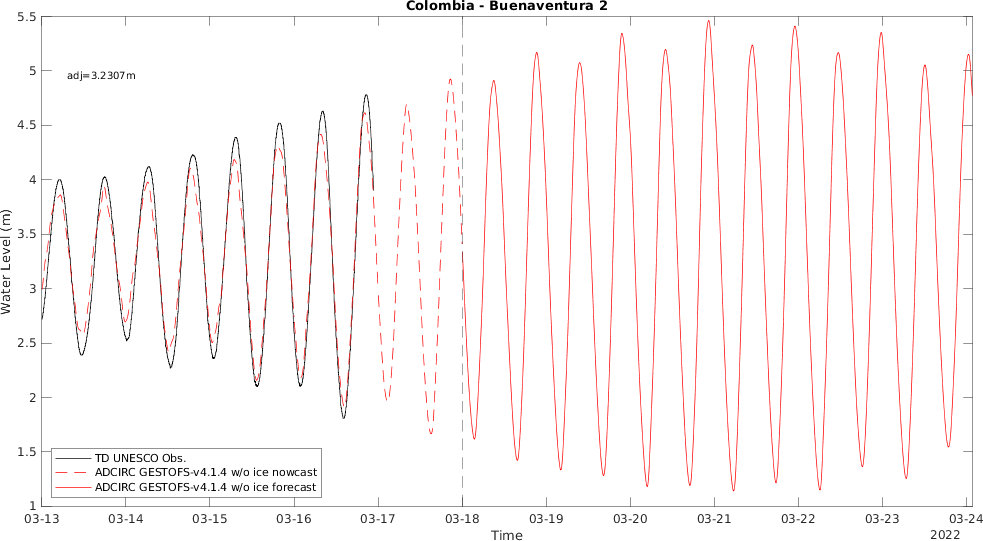 Colombia - Buenaventura 2
adj=3.2307m
Water Level (m)
5.5
5
4.5
4
3.5
3
2.5
2
1.5
1
TD UNESCO Obs.
ADCIRC GESTOFS-v4.1.4 w/o ice nowcast
ADCIRC GESTOFS-v4.1.4 w/o ice forecast
03-13 03-14 03-15 03-16 03-17 03-18 03-19 03-20 03-21 03-22 03-23 03-24
Time
2022